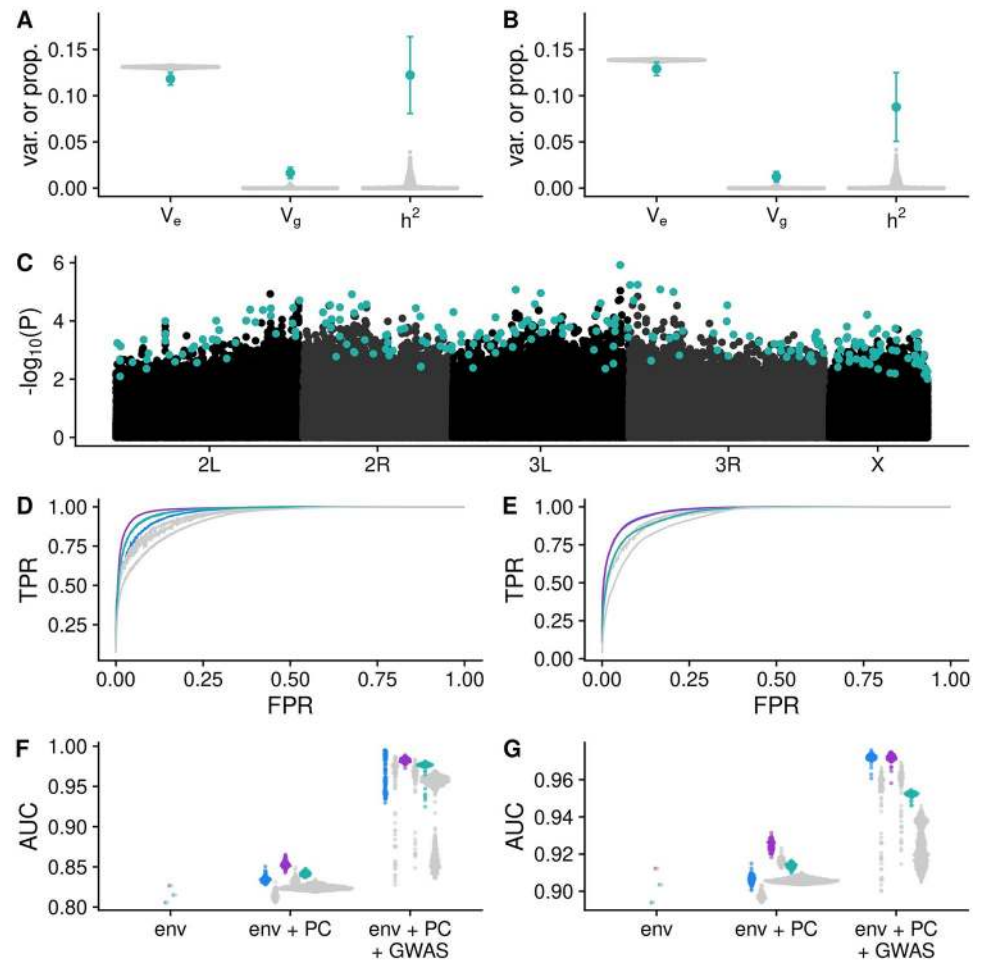 A
var. or prop.
0.15
0.10
0.05
0.00
Vₑ
V_g
h²
B
var. or prop.
0.15
0.10
0.05
0.00
Vₑ
V_g
h²
C
-log₁₀(P)
6
4
2
0
2L
2R
3L
3R
X
D
TPR
1.00
0.75
0.50
0.25
0.00
0.25
0.50
0.75
1.00
FPR
E
TPR
1.00
0.75
0.50
0.25
0.00
0.00
0.25
0.50
0.75
1.00
FPR
F
AUC
1.00
0.95
0.90
0.85
0.80
env
env + PC
env + PC
+ GWAS
G
AUC
0.96
0.94
0.92
0.90
env
env + PC
env + PC
+ GWAS